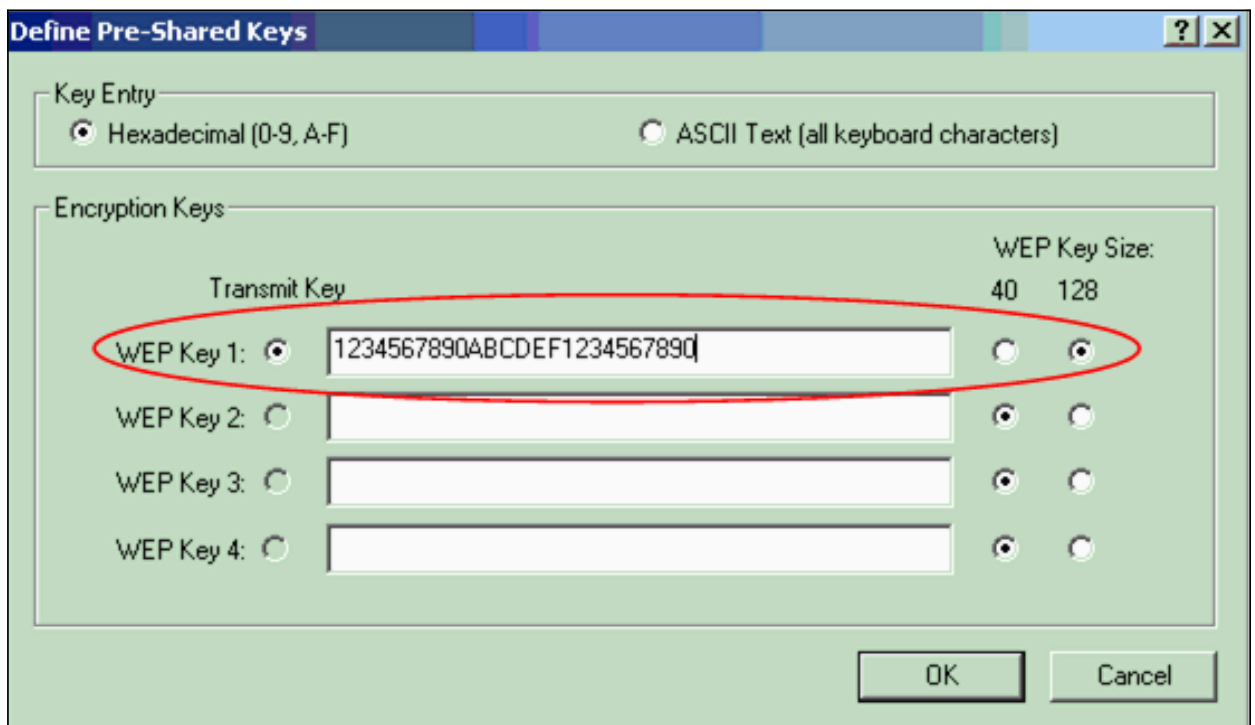 Define Pre-Shared Keys
Key Entry
Hexadecimal (0-9, A-F) ASCII Text (all keyboard characters)
Encryption Keys
WEP Key Size:
Transmit Key 40 128
WEP Key 1: 1234567890ABCDEF1234567890
WEP Key 2:
WEP Key 3:
WEP Key 4:
OK Cancel